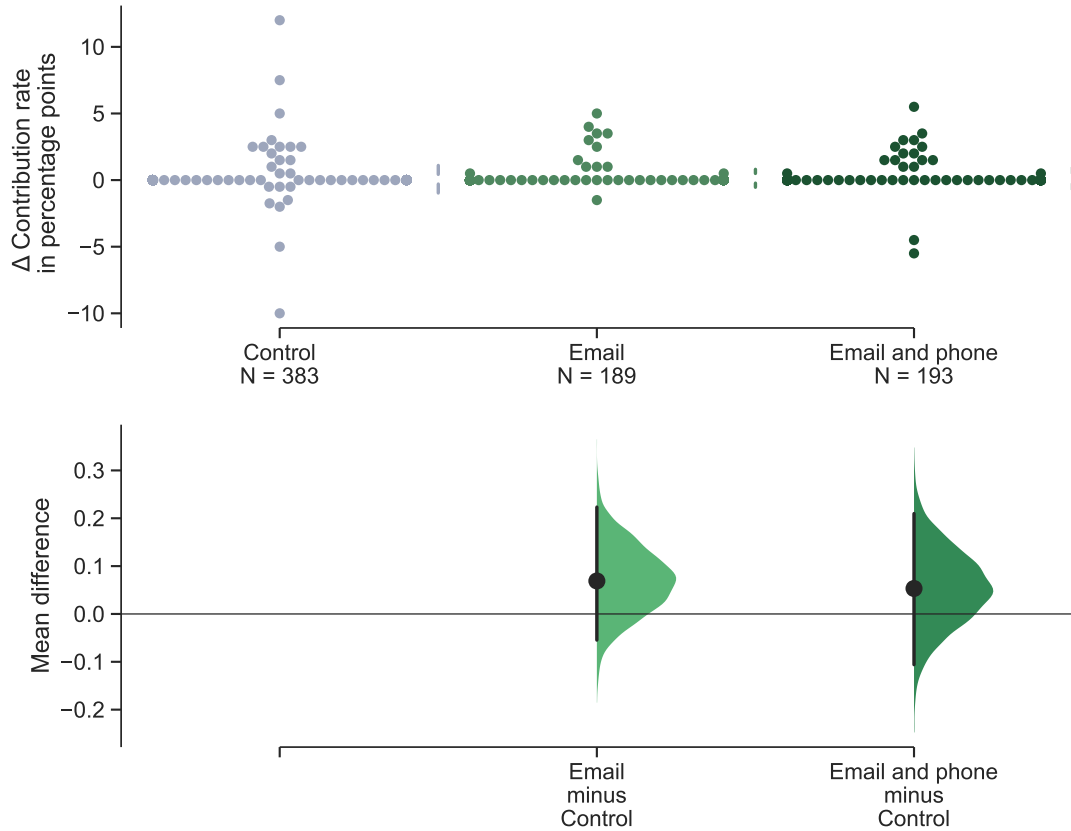 Δ Contribution rate
in percentage points
10
5
0
−5
−10
Control
N = 383
Email
N = 189
Email and phone
N = 193
Mean difference
0.3
0.2
0.1
0.0
−0.1
−0.2
Email
minus
Control
Email and phone
minus
Control